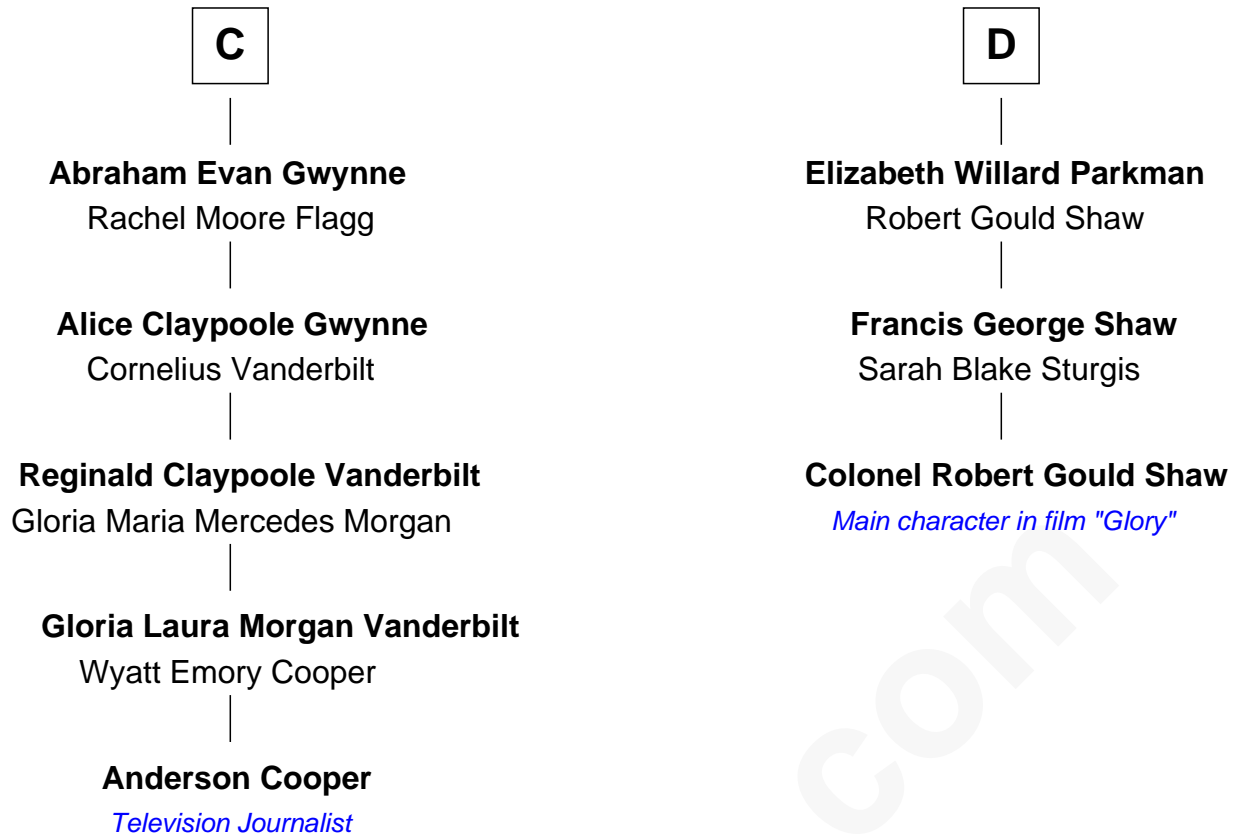 C
Abraham Evan Gwynne
Rachel Moore Flagg
Alice Claypoole Gwynne
Cornelius Vanderbilt
Reginald Claypoole Vanderbilt
Gloria Maria Mercedes Morgan
Gloria Laura Morgan Vanderbilt
Wyatt Emory Cooper
Anderson Cooper
Television Journalist
D
Elizabeth Willard Parkman
Robert Gould Shaw
Francis George Shaw
Sarah Blake Sturgis
Colonel Robert Gould Shaw
Main character in film "Glory"
com